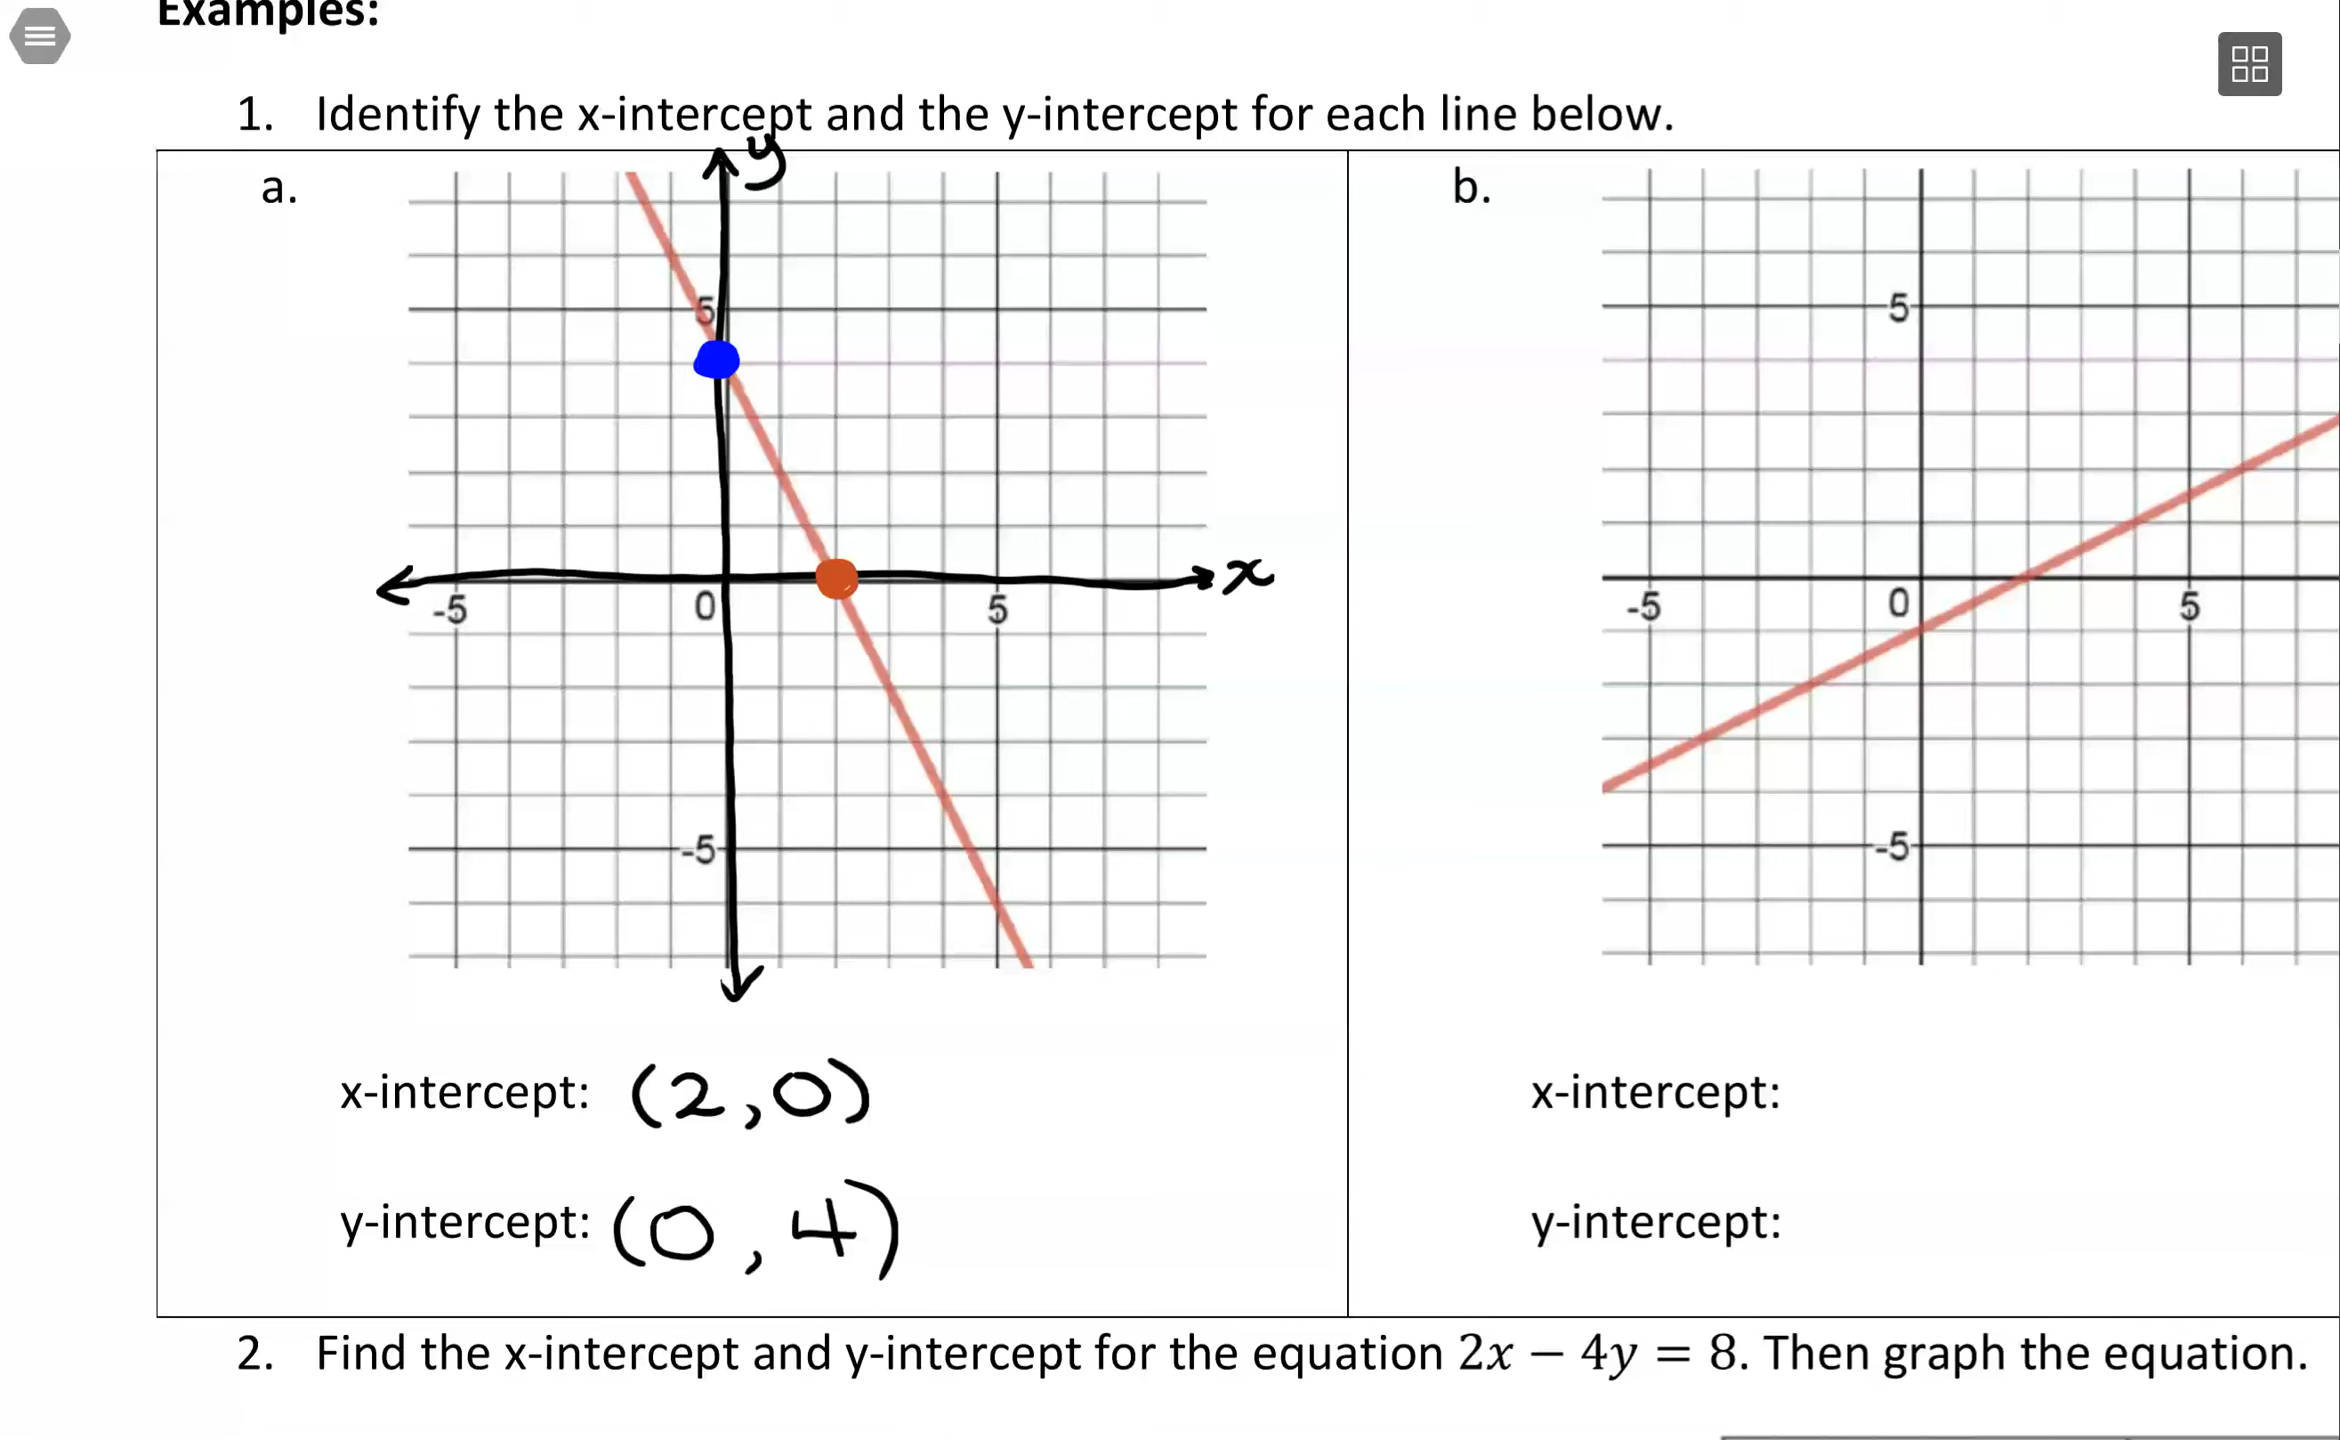 Examples:
1. Identify the x-intercept and the y-intercept for each line below.
a.
y
5
x
-5 0 5
-5
x-intercept: (2,0)
y-intercept: (0,4)
b.
5
-5 0 5
-5
x-intercept:
y-intercept:
2. Find the x-intercept and y-intercept for the equation 2x − 4y = 8. Then graph the equation.